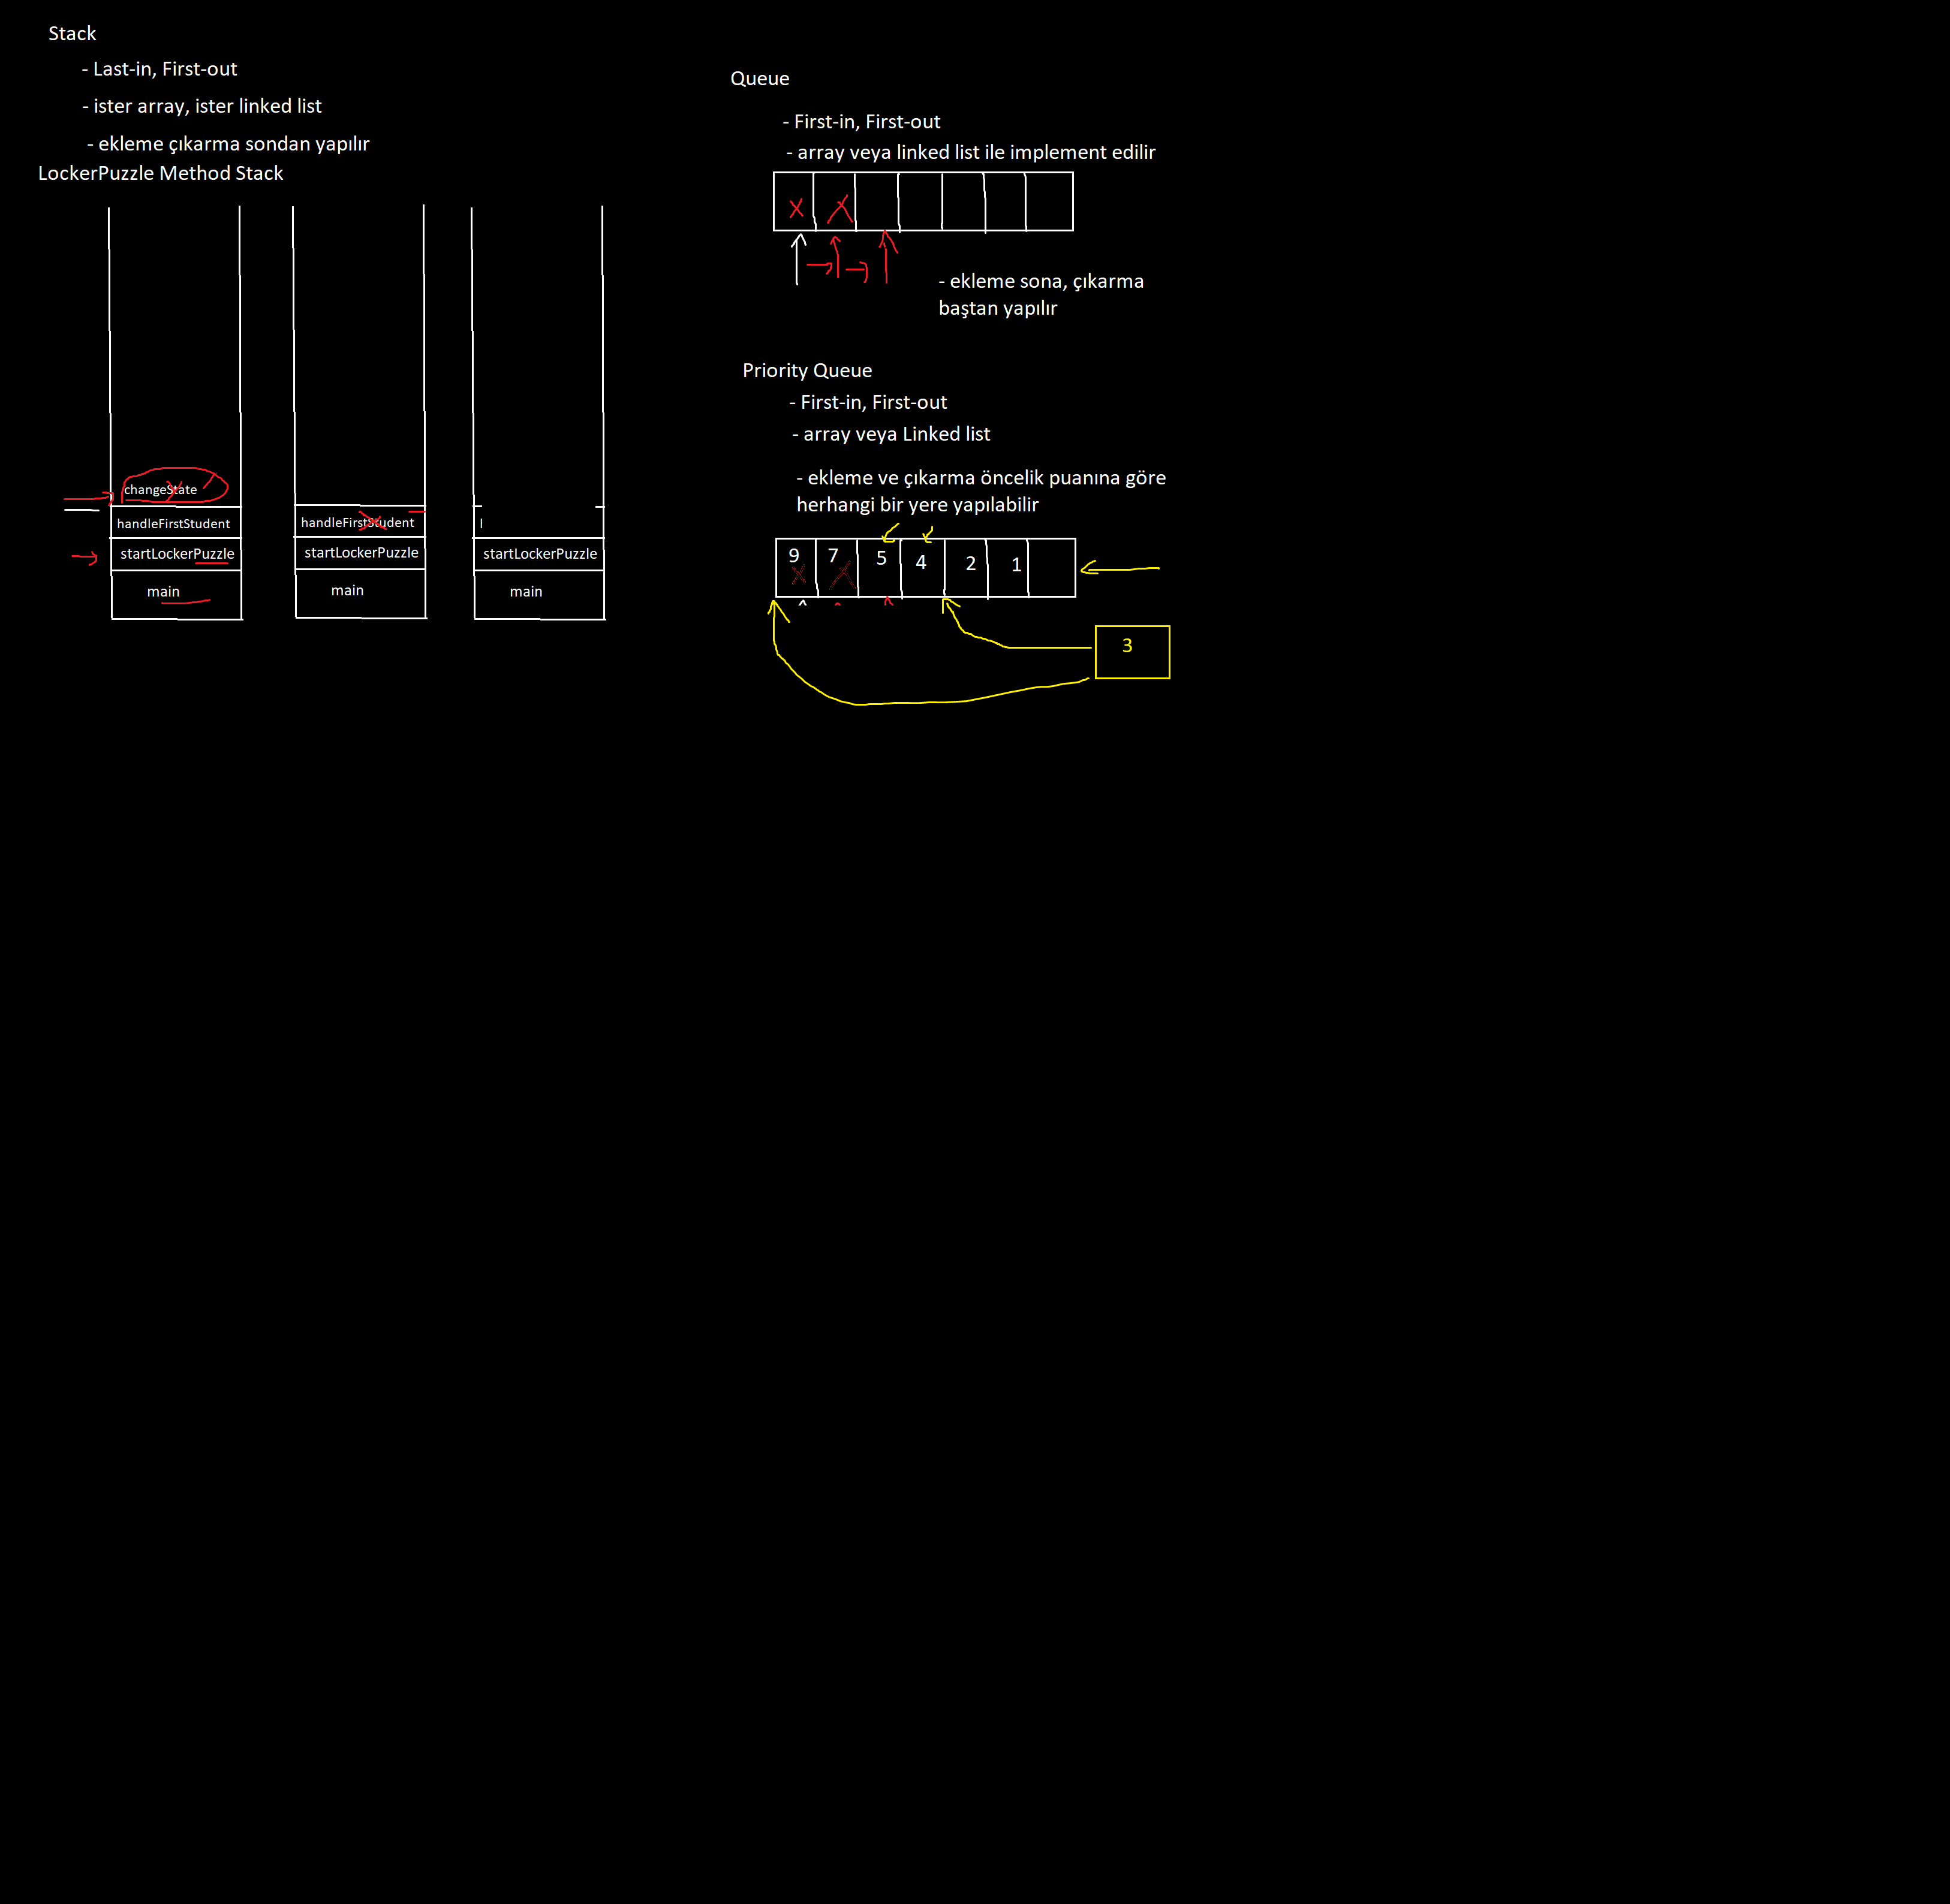 Stack
- Last-in, First-out
- ister array, ister linked list
- ekleme çıkarma sondan yapılır
LockerPuzzle Method Stack
changeState
handleFirstStudent
startLockerPuzzle
main
handleFirstStudent
startLockerPuzzle
main
startLockerPuzzle
main
Queue
- First-in, First-out
- array veya linked list ile implement edilir
- ekleme sona, çıkarma
baştan yapılır
Priority Queue
- First-in, First-out
- array veya Linked list
- ekleme ve çıkarma öncelik puanına göre
herhangi bir yere yapılabilir
9 7 5 4 2 1
3